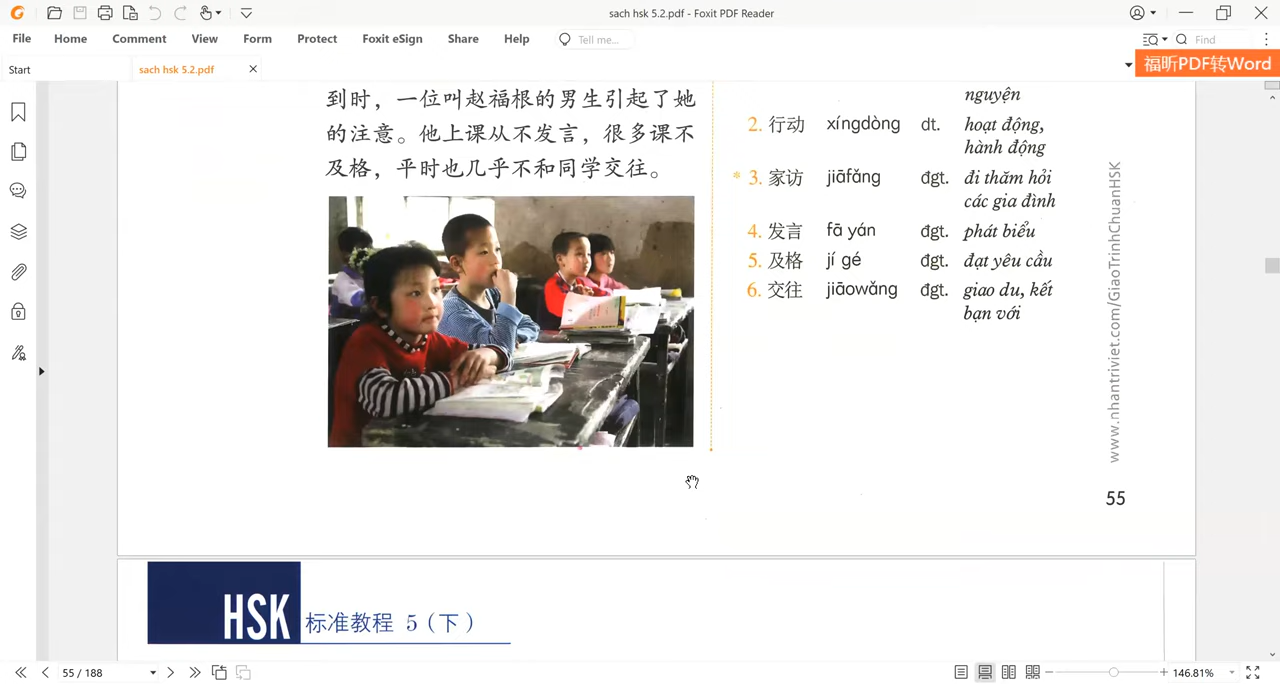 sach hsk 5.2.pdf - Foxit PDF Reader
File Home Comment View Form Protect Foxit eSign Share Help Tell me... Find
Start sach hsk 5.2.pdf 福昕PDF转Word
到时，一位叫赵福根的男生引起了她
的注意。他上课从不发言，很多课不
及格，平时也几乎不和同学交往。
nguyện
2. 行动 xíngdòng dt. hoạt động,
hành động
* 3. 家访 jiāfǎng đgt. đi thăm hỏi
các gia đình
4. 发言 fā yán đgt. phát biểu
5. 及格 jí gé đgt. đạt yêu cầu
6. 交往 jiāowǎng đgt. giao du, kết
bạn với
www.nhantriviet.com/GiaoTrinhChuanHSK
55
HSK 标准教程 5（下）
55 / 188 146.81%